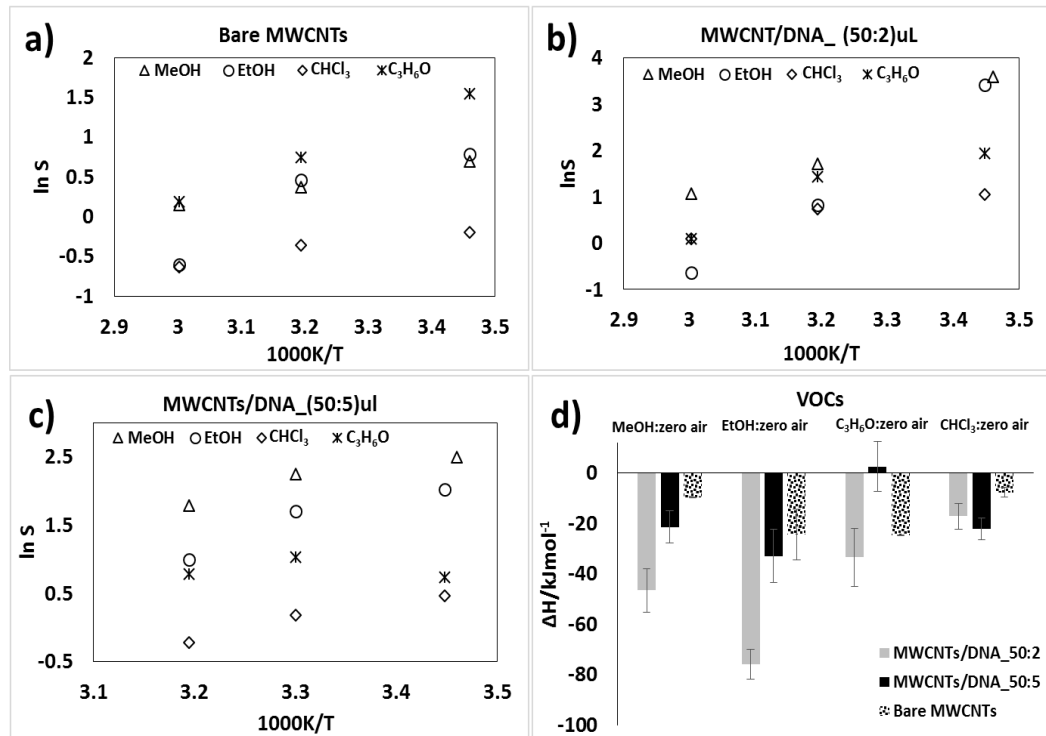 a)
Bare MWCNTs
△ MeOH ○ EtOH ◇ CHCl₃ ✳ C₃H₆O
2
1.5
1
0.5
0
-0.5
-1
ln S
2.9 3 3.1 3.2 3.3 3.4 3.5
1000K/T
b)
MWCNT/DNA_ (50:2)uL
△ MeOH ○ EtOH ◇ CHCl₃ ✳ C₃H₆O
4
3
2
1
0
-1
lnS
2.9 3 3.1 3.2 3.3 3.4 3.5
1000K/T
c)
MWCNTs/DNA_(50:5)ul
△ MeOH ○ EtOH ◇ CHCl₃ ✳ C₃H₆O
2.5
1.5
0.5
-0.5
ln S
3.1 3.2 3.3 3.4 3.5
1000K/T
d)
VOCs
MeOH:zero air EtOH:zero air C₃H₆O:zero air CHCl₃:zero air
0
-20
-40
-60
-80
-100
ΔH/kJmol⁻¹
MWCNTs/DNA_50:2
MWCNTs/DNA_50:5
Bare MWCNTs